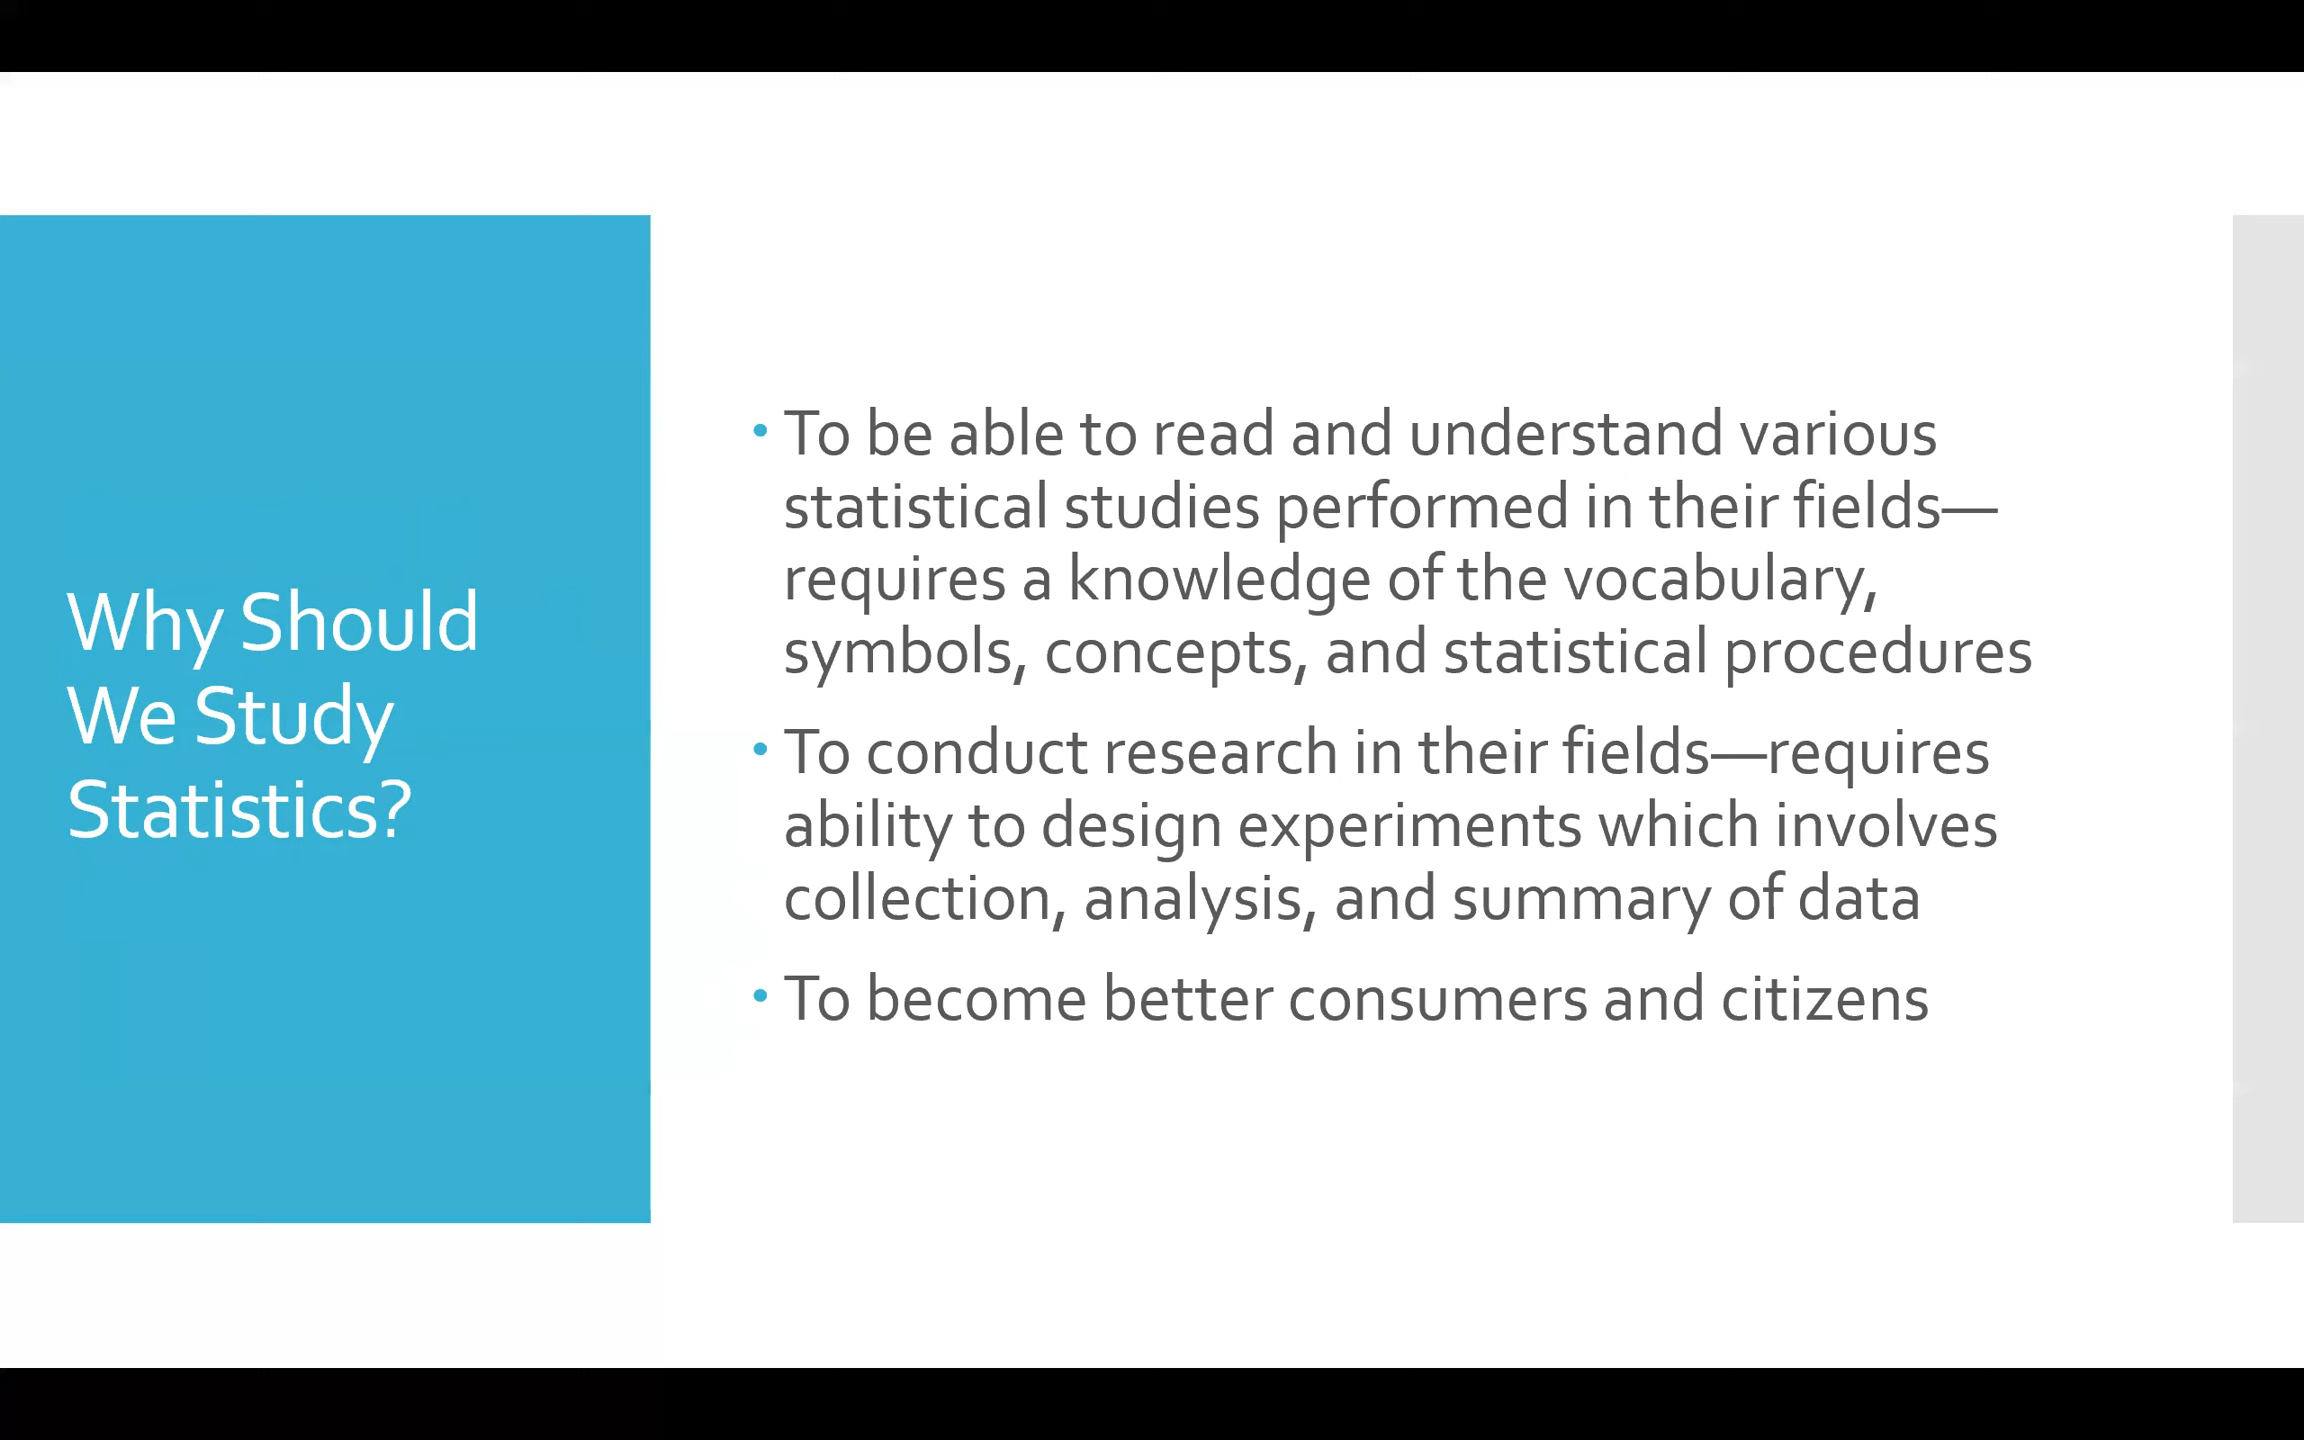 Why Should
We Study
Statistics?
• To be able to read and understand various
statistical studies performed in their fields—
requires a knowledge of the vocabulary,
symbols, concepts, and statistical procedures
• To conduct research in their fields—requires
ability to design experiments which involves
collection, analysis, and summary of data
• To become better consumers and citizens